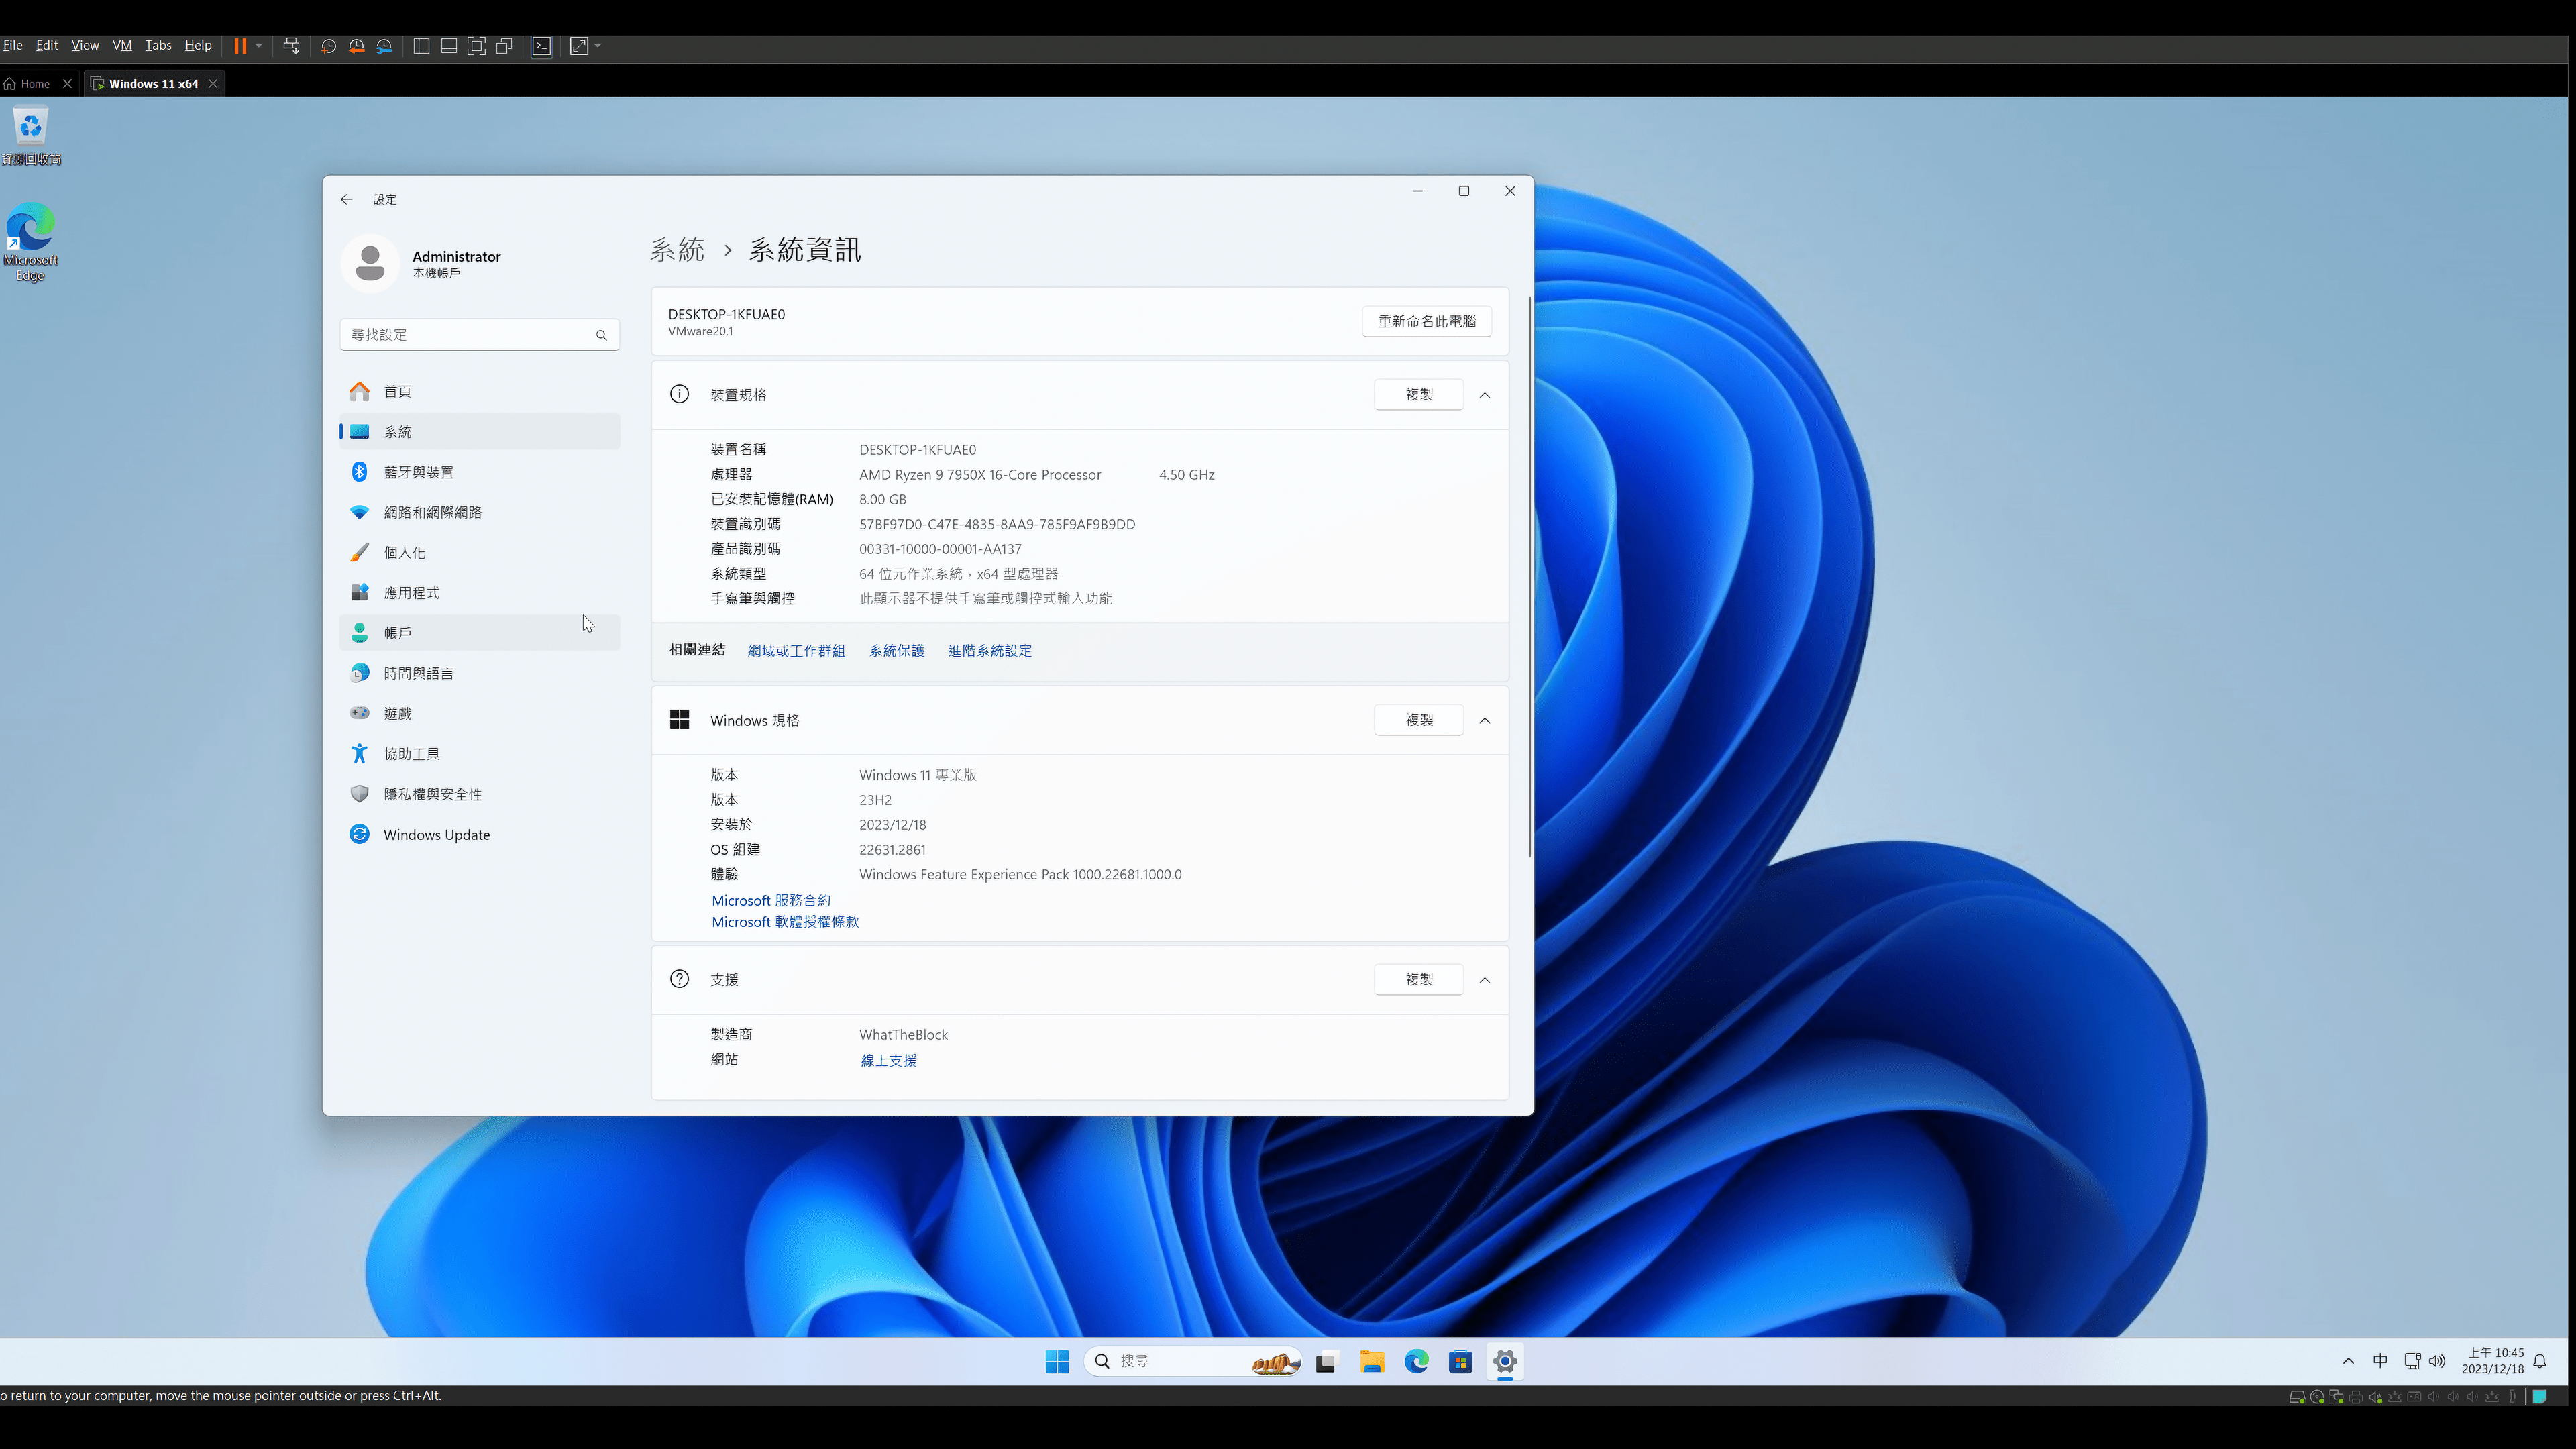 File Edit View VM Tabs Help
Home
Windows 11 x64
資源回收筒
Microsoft
Edge
設定
Administrator
本機帳戶
尋找設定
首頁
系統
藍牙與裝置
網路和網際網路
個人化
應用程式
帳戶
時間與語言
遊戲
協助工具
隱私權與安全性
Windows Update
系統 › 系統資訊
DESKTOP-1KFUAE0
VMware20,1
重新命名此電腦
裝置規格
複製
裝置名稱 DESKTOP-1KFUAE0
處理器 AMD Ryzen 9 7950X 16-Core Processor 4.50 GHz
已安裝記憶體(RAM) 8.00 GB
裝置識別碼 57BF97D0-C47E-4835-8AA9-785F9AF9B9DD
產品識別碼 00331-10000-00001-AA137
系統類型 64 位元作業系統，x64 型處理器
手寫筆與觸控 此顯示器不提供手寫筆或觸控式輸入功能
相關連結 網域或工作群組 系統保護 進階系統設定
Windows 規格
複製
版本 Windows 11 專業版
版本 23H2
安裝於 2023/12/18
OS 組建 22631.2861
體驗 Windows Feature Experience Pack 1000.22681.1000.0
Microsoft 服務合約
Microsoft 軟體授權條款
支援
複製
製造商 WhatTheBlock
網站 線上支援
搜尋
中
上午 10:45
2023/12/18
o return to your computer, move the mouse pointer outside or press Ctrl+Alt.